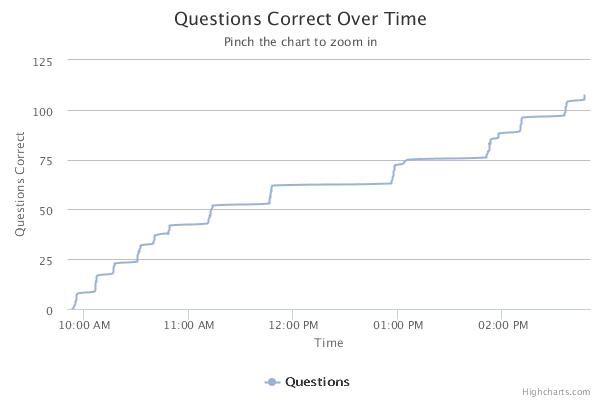 Questions Correct Over Time
Pinch the chart to zoom in
125
100
75
50
25
0
Questions Correct
10:00 AM 11:00 AM 12:00 PM 01:00 PM 02:00 PM
Time
Questions
Highcharts.com